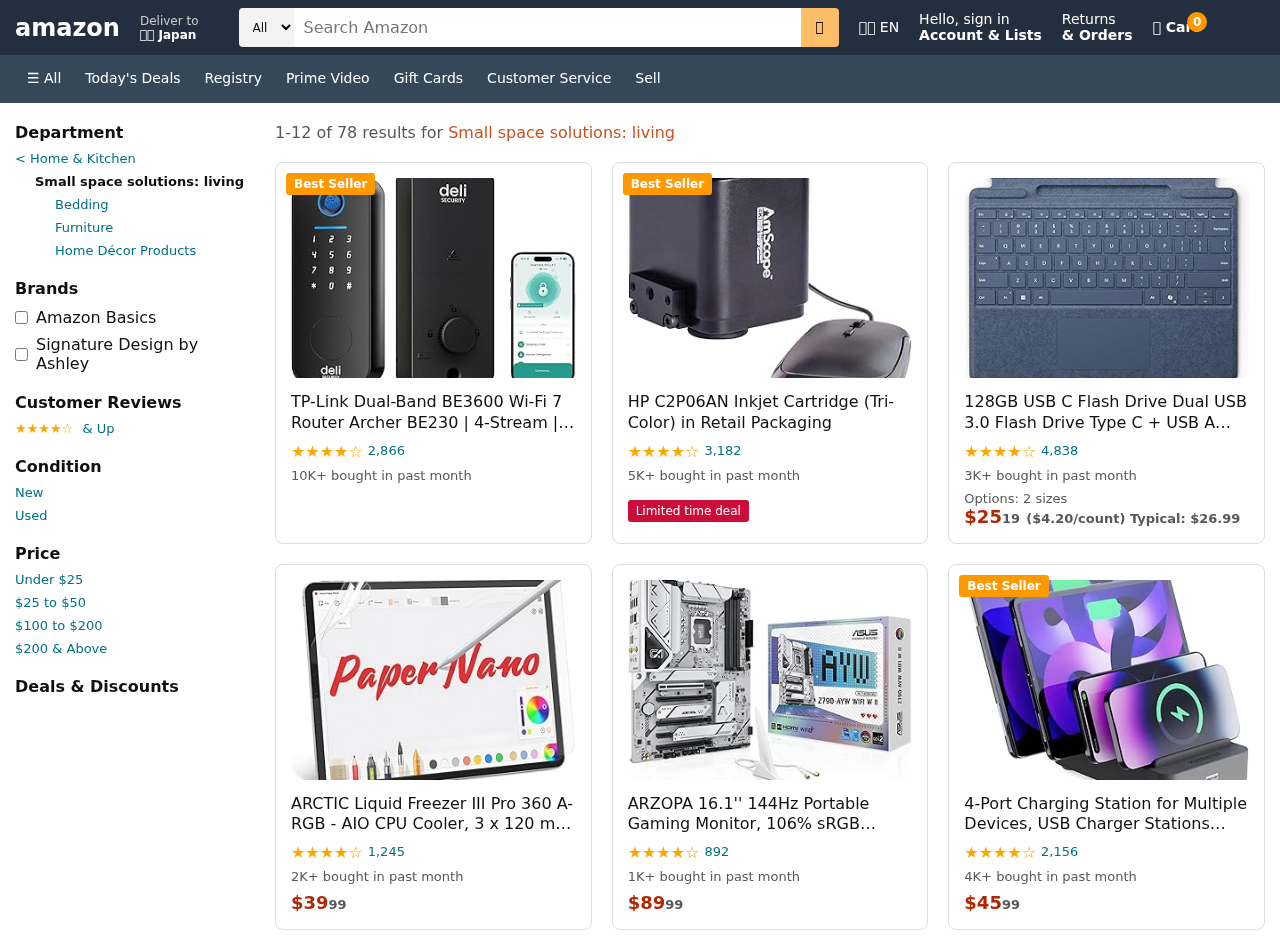 amazon
Deliver to
Japan
All
Search Amazon
EN
Hello, sign in
Account & Lists
Returns
& Orders
0
☰ All
Today's Deals
Registry
Prime Video
Gift Cards
Customer Service
Sell
Department
< Home & Kitchen
Small space solutions: living
Bedding
Furniture
Home Décor Products
Brands
Amazon Basics
Signature Design by
Ashley
Customer Reviews
★★★★☆ & Up
Condition
New
Used
Price
Under $25
$25 to $50
$100 to $200
$200 & Above
Deals & Discounts
1-12 of 78 results for Small space solutions: living
Best Seller
deli
SECURITY
1 2 3
4 5 6
7 8 9
* 0 #
deli
TP-Link Dual-Band BE3600 Wi-Fi 7
Router Archer BE230 | 4-Stream |…
★★★★☆ 2,866
10K+ bought in past month
Best Seller
AmScope
HP C2P06AN Inkjet Cartridge (Tri-
Color) in Retail Packaging
★★★★☆ 3,182
5K+ bought in past month
Limited time deal
128GB USB C Flash Drive Dual USB
3.0 Flash Drive Type C + USB A…
★★★★☆ 4,838
3K+ bought in past month
Options: 2 sizes
$25 19 ($4.20/count) Typical: $26.99
Paper Nano
ARCTIC Liquid Freezer III Pro 360 A-
RGB - AIO CPU Cooler, 3 x 120 m…
★★★★☆ 1,245
2K+ bought in past month
$39 99
ASUS
AYW
Z790-AYW WIFI W II
HDMI
ARZOPA 16.1'' 144Hz Portable
Gaming Monitor, 106% sRGB…
★★★★☆ 892
1K+ bought in past month
$89 99
Best Seller
4-Port Charging Station for Multiple
Devices, USB Charger Stations…
★★★★☆ 2,156
4K+ bought in past month
$45 99